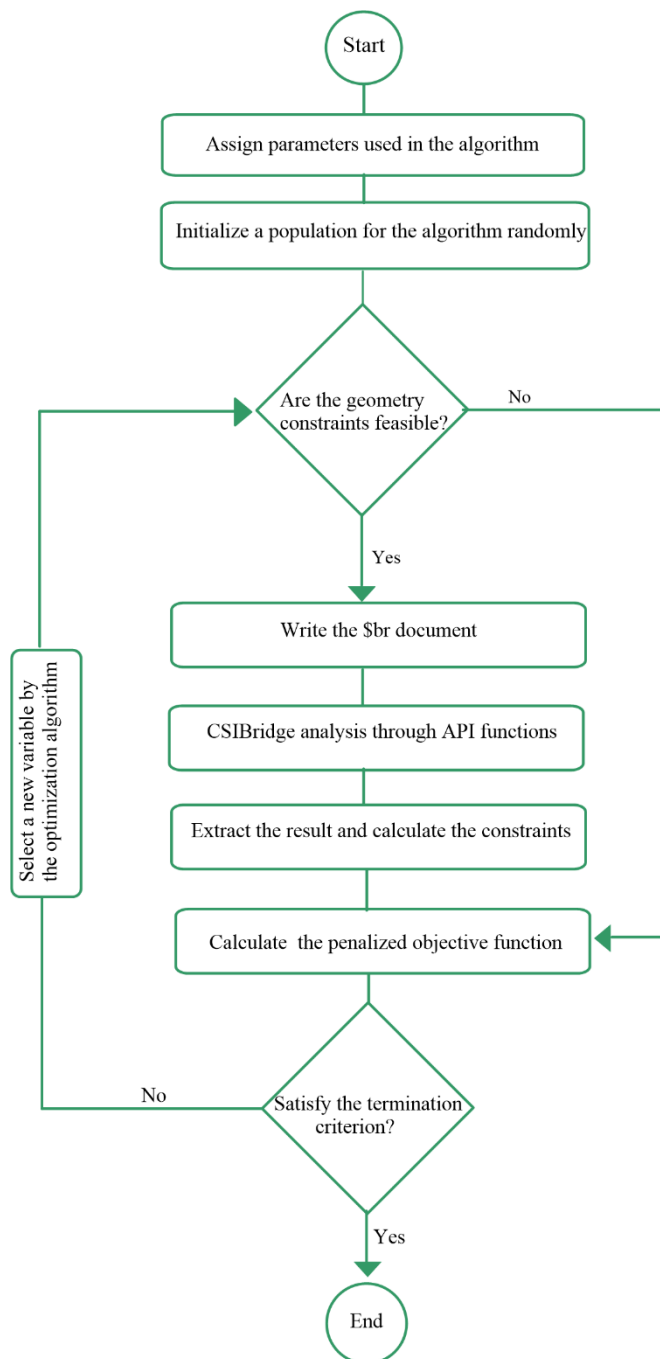 Start
Assign parameters used in the algorithm
Initialize a population for the algorithm randomly
Are the geometry
constraints feasible?
No
Yes
Write the $br document
CSIBridge analysis through API functions
Extract the result and calculate the constraints
Calculate the penalized objective function
Select a new variable by
the optimization algorithm
No
Satisfy the termination
criterion?
Yes
End